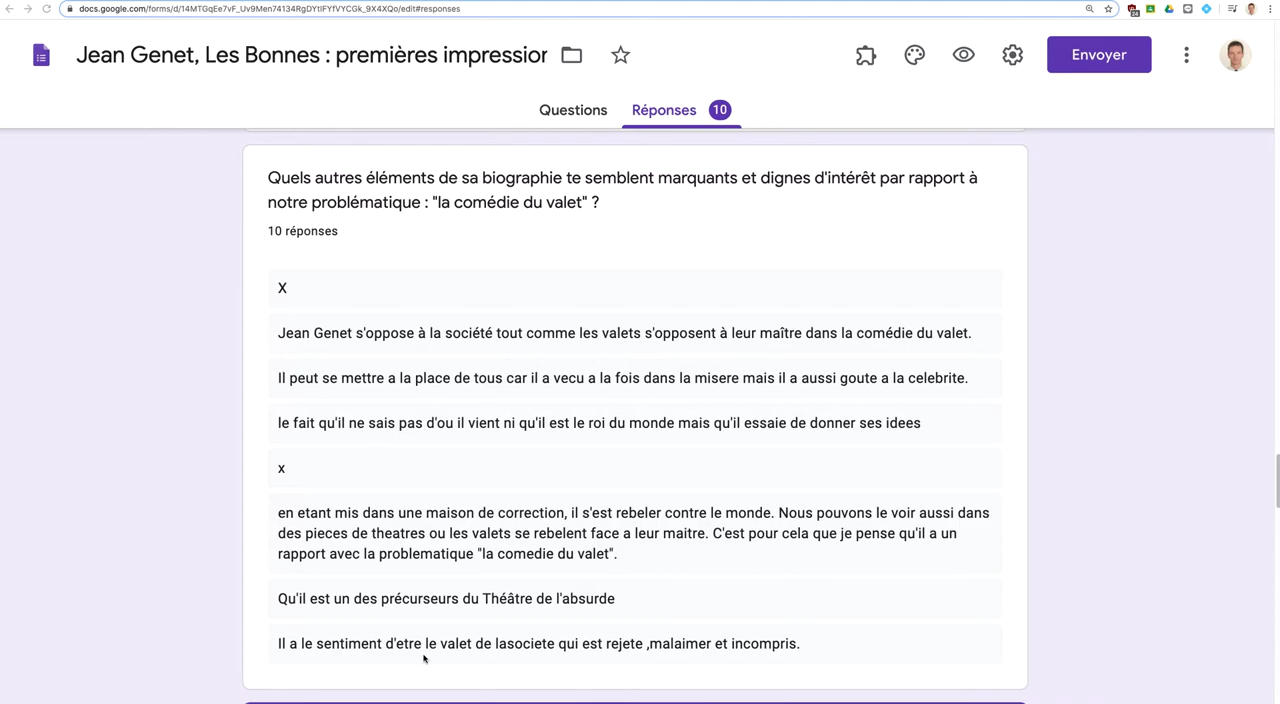 docs.google.com/forms/d/14MTGqEe7vF_Uv9Men74134RgDYtIFYfVYCGk_9X4XQo/edit#responses
Jean Genet, Les Bonnes : premières impression
Envoyer
Questions
Réponses 10
Quels autres éléments de sa biographie te semblent marquants et dignes d'intérêt par rapport à
notre problématique : "la comédie du valet" ?
10 réponses
X
Jean Genet s'oppose à la société tout comme les valets s'opposent à leur maître dans la comédie du valet.
Il peut se mettre a la place de tous car il a vecu a la fois dans la misere mais il a aussi goute a la celebrite.
le fait qu'il ne sais pas d'ou il vient ni qu'il est le roi du monde mais qu'il essaie de donner ses idees
x
en etant mis dans une maison de correction, il s'est rebeler contre le monde. Nous pouvons le voir aussi dans
des pieces de theatres ou les valets se rebelent face a leur maitre. C'est pour cela que je pense qu'il a un
rapport avec la problematique "la comedie du valet".
Qu'il est un des précurseurs du Théâtre de l'absurde
Il a le sentiment d'etre le valet de lasociete qui est rejete ,malaimer et incompris.